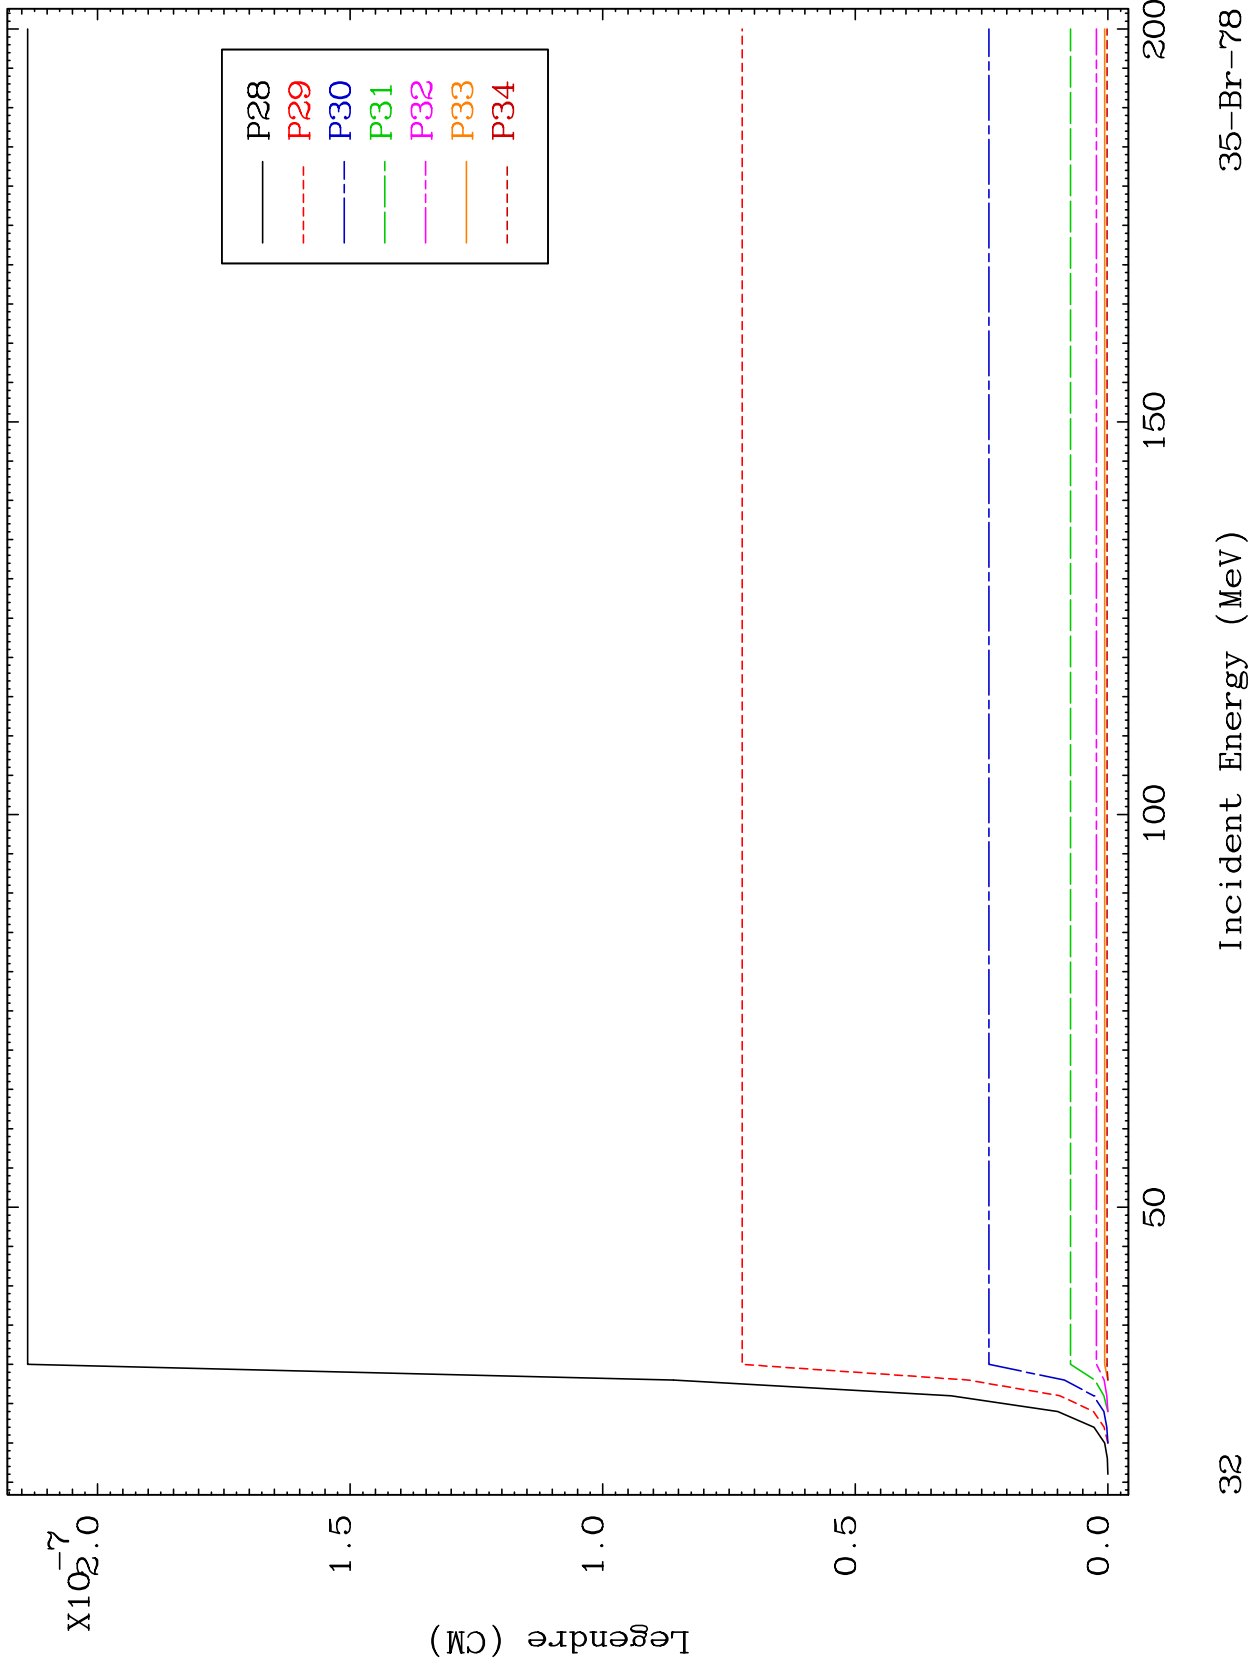 X10-7
2.0
1.5
1.0
0.5
0.0
Legendre (CM)
P28
P29
P30
P31
P32
P33
P34
50
100
150
200
Incident Energy (MeV)
32
35-Br-78